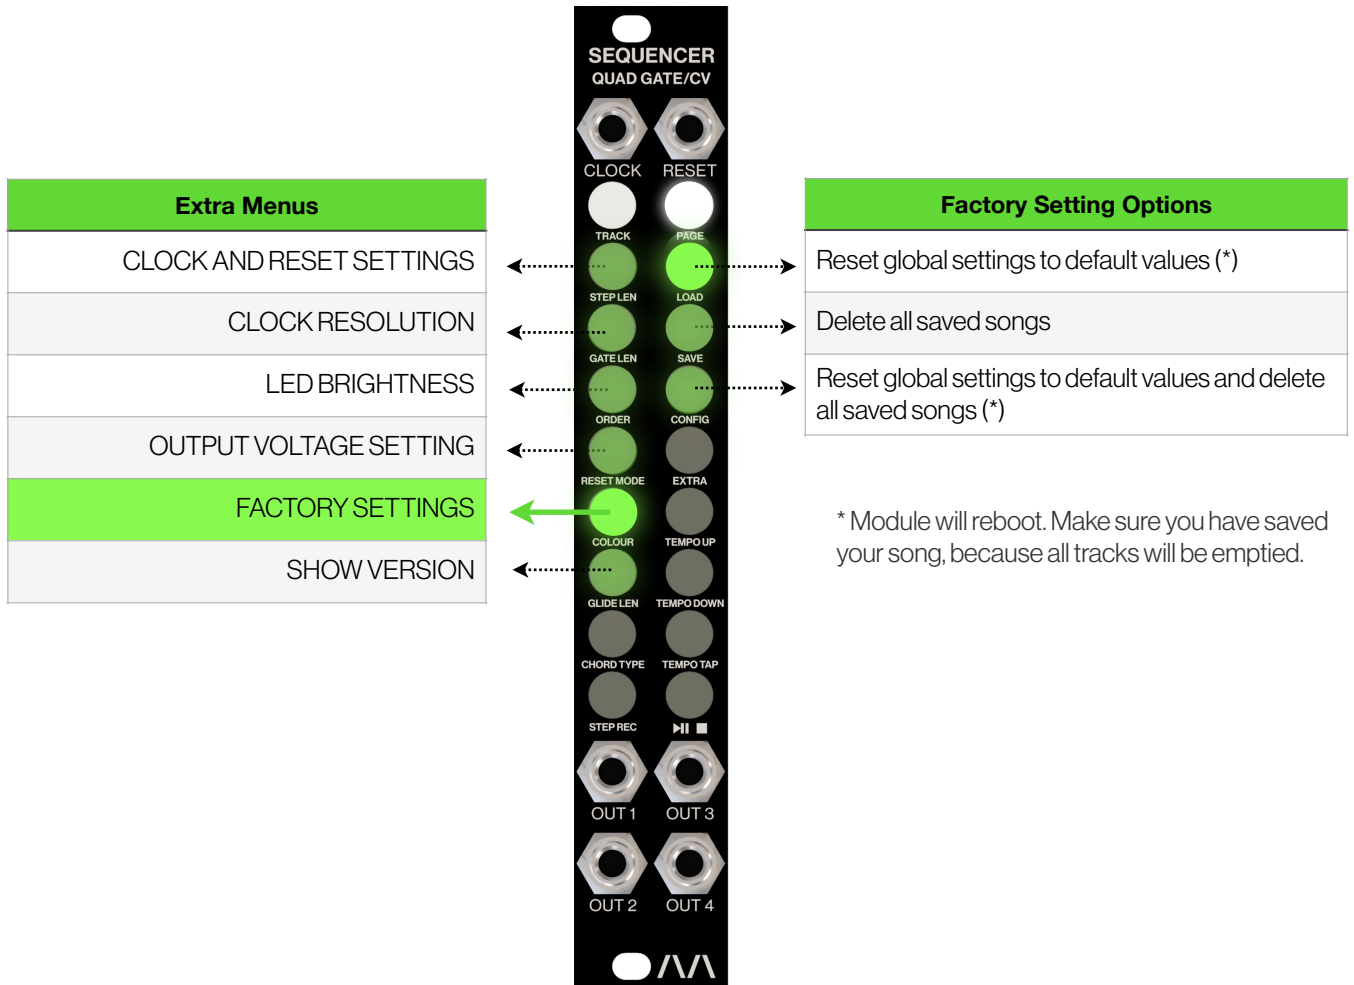 SEQUENCER
QUAD GATE/CV
CLOCK RESET
TRACK PAGE
STEP LEN LOAD
GATE LEN SAVE
ORDER CONFIG
RESET MODE EXTRA
COLOUR TEMPO UP
GLIDE LEN TEMPO DOWN
CHORD TYPE TEMPO TAP
STEP REC
OUT 1 OUT 3
OUT 2 OUT 4
Extra Menus
CLOCK AND RESET SETTINGS
CLOCK RESOLUTION
LED BRIGHTNESS
OUTPUT VOLTAGE SETTING
FACTORY SETTINGS
SHOW VERSION
Factory Setting Options
Reset global settings to default values (*)
Delete all saved songs
Reset global settings to default values and delete
all saved songs (*)
* Module will reboot. Make sure you have saved
your song, because all tracks will be emptied.